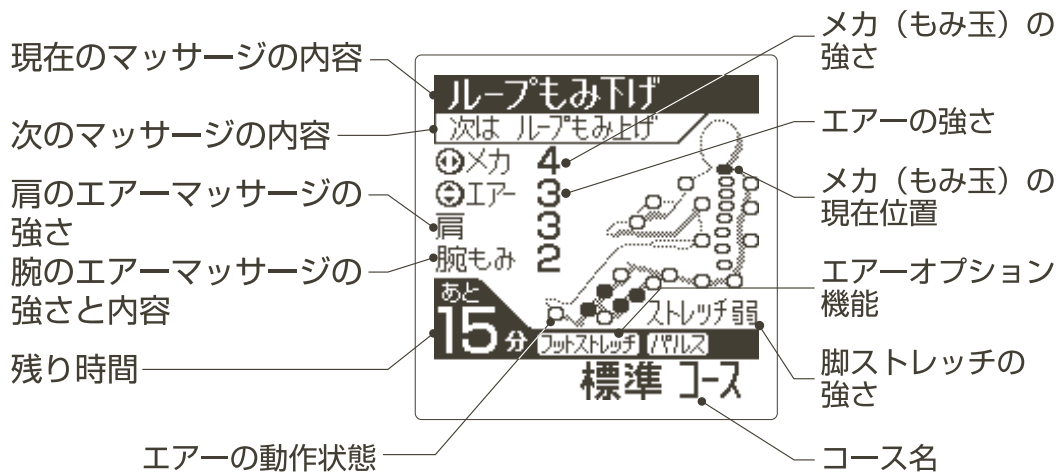 現在のマッサージの内容
次のマッサージの内容
肩のエアーマッサージの
強さ
腕のエアーマッサージの
強さと内容
残り時間
エアーの動作状態
ループもみ下げ
次は ループもみ上げ
メカ 4
エアー 3
肩 3
腕もみ 2
あと
15分
ストレッチ弱
フットストレッチ パルス
標準 コース
メカ（もみ玉）の
強さ
エアーの強さ
メカ（もみ玉）の
現在位置
エアーオプション
機能
脚ストレッチの
強さ
コース名